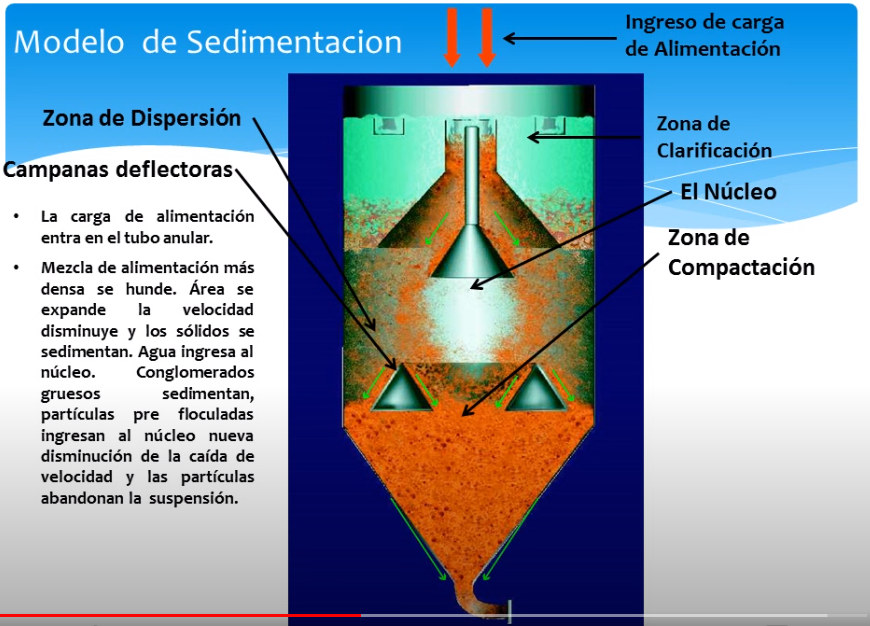 Modelo de Sedimentacion
Ingreso de carga
de Alimentación
Zona de Dispersión
Zona de
Clarificación
Campanas deflectoras
El Núcleo
Zona de
Compactación
• La carga de alimentación
entra en el tubo anular.
• Mezcla de alimentación más
densa se hunde. Área se
expande la velocidad
disminuye y los sólidos se
sedimentan. Agua ingresa al
núcleo. Conglomerados
gruesos sedimentan,
partículas pre floculadas
ingresan al núcleo nueva
disminución de la caída de
velocidad y las partículas
abandonan la suspensión.